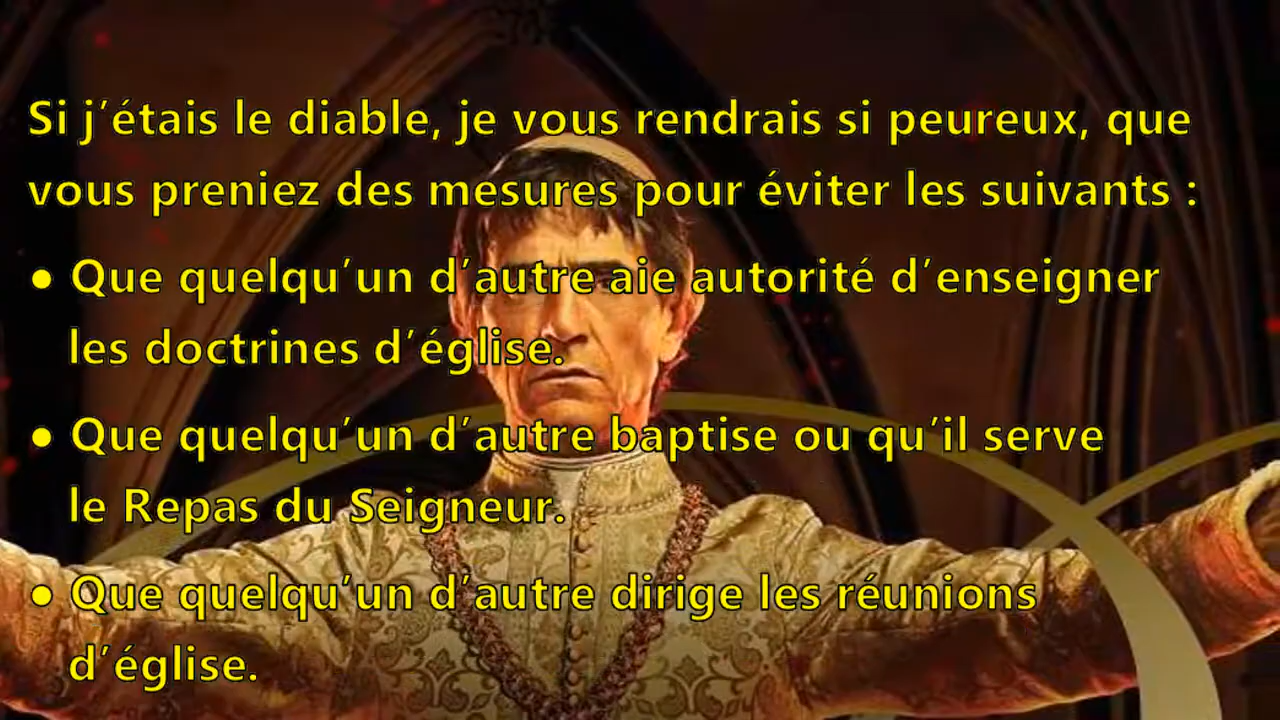 Si j’étais le diable, je vous rendrais si peureux, que
vous preniez des mesures pour éviter les suivants :
● Que quelqu’un d’autre aie autorité d’enseigner
les doctrines d’église.
● Que quelqu’un d’autre baptise ou qu’il serve
le Repas du Seigneur.
● Que quelqu’un d’autre dirige les réunions
d’église.